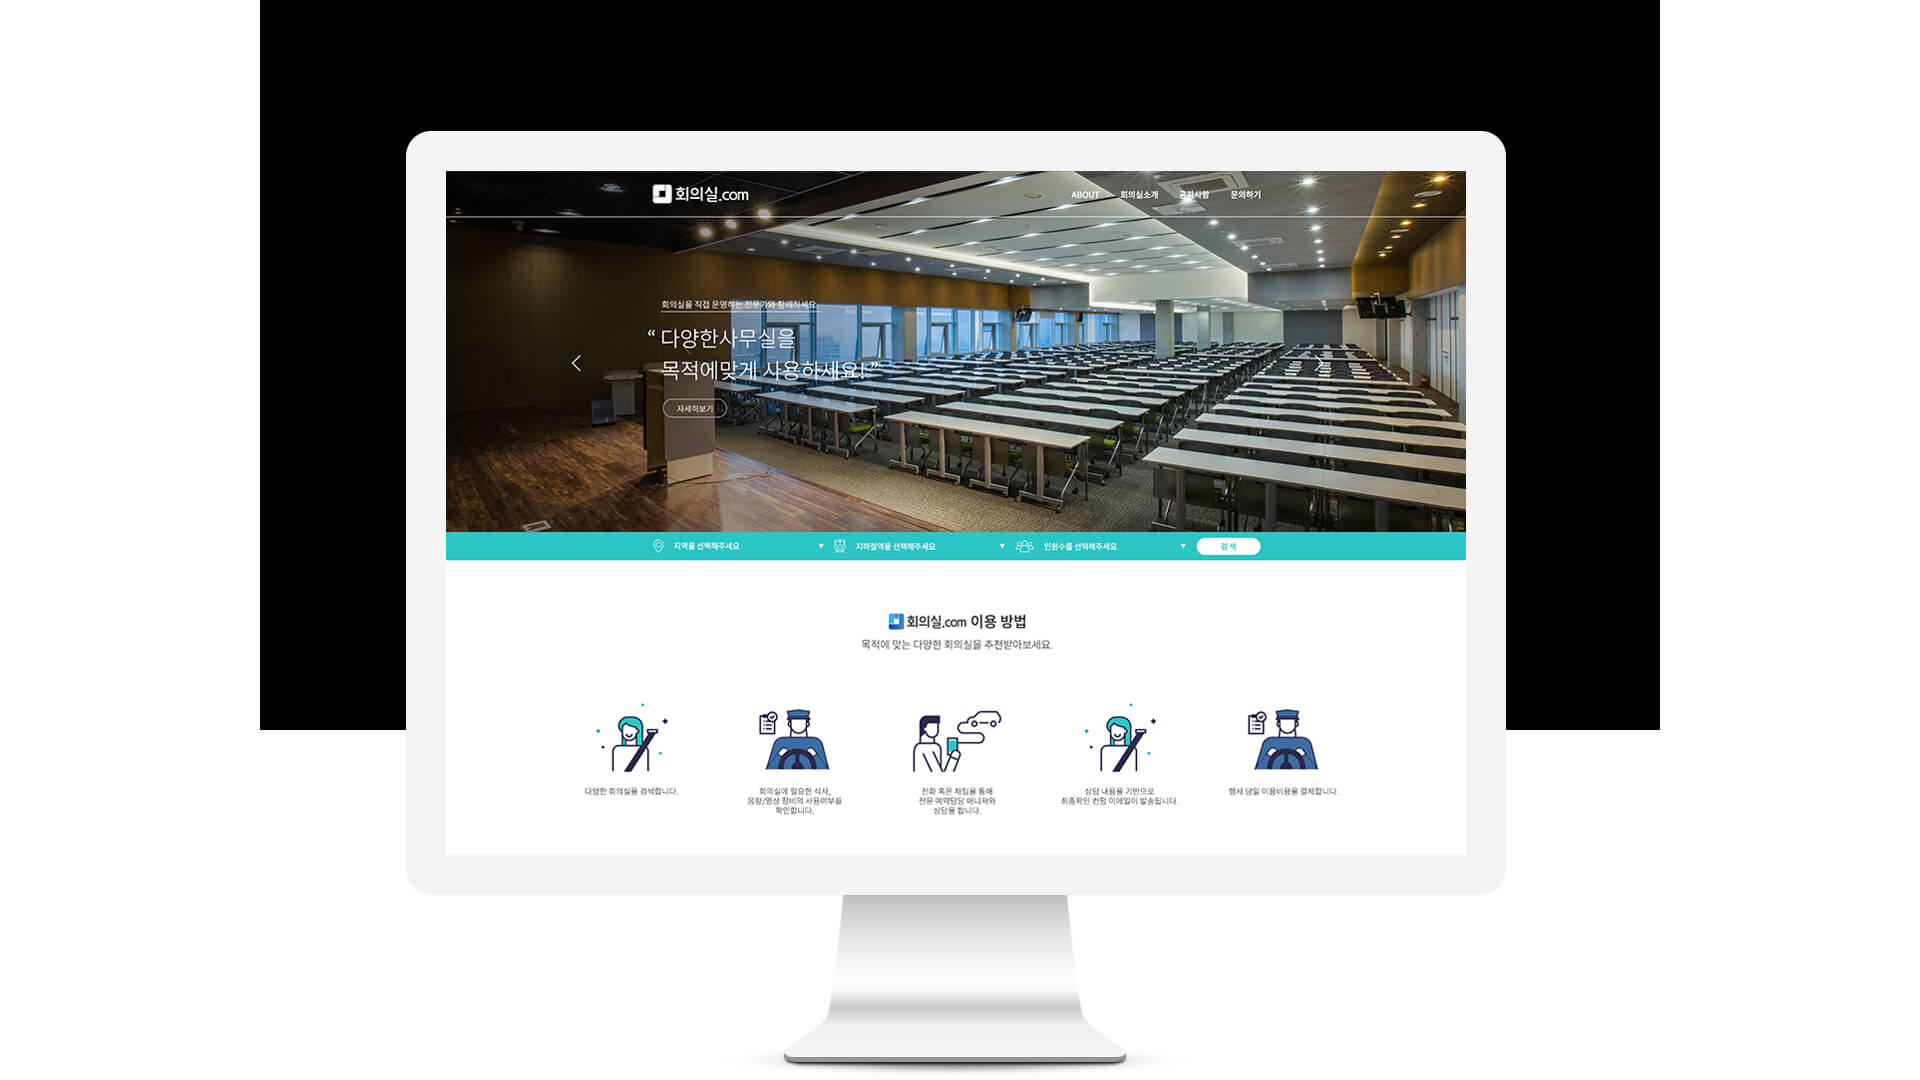 회의실.com
ABOUT 회의실소개 공지사항 문의하기
회의실을 직접 운영하는 전문가와 함께하세요.
“ 다양한사무실을
목적에맞게 사용하세요! ”
자세히보기
지역을 선택해주세요 지하철역을 선택해주세요 인원수를 선택해주세요 검색
회의실.com 이용 방법
목적에 맞는 다양한 회의실을 추천받아보세요.
다양한 회의실을 검색합니다.
회의실에 필요한 식사,
음향/영상 장비의 사용여부를
확인합니다.
전화 혹은 채팅을 통해
전문 예약담당 매니저와
상담을 합니다.
상담 내용을 기반으로
최종확인 컨펌 이메일이 발송됩니다.
행사 당일 이용비용을 결제합니다.